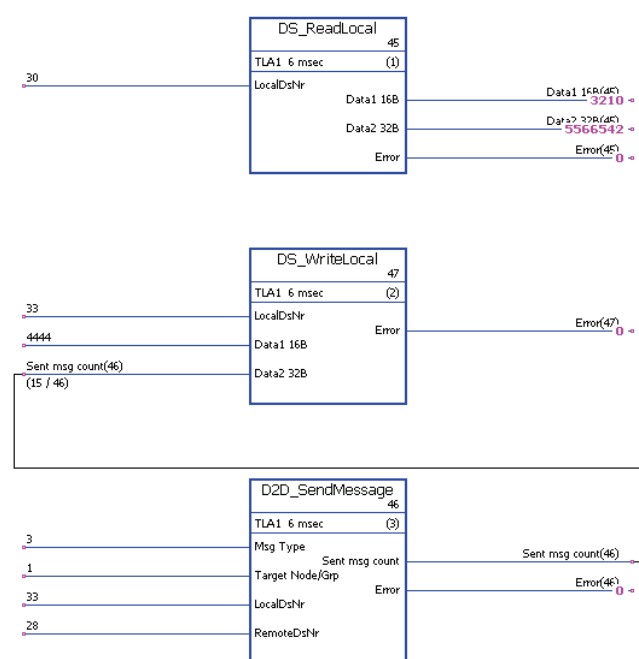 DS_ReadLocal
45
TLA1 6 msec (1)
30
LocalDsNr
Data1 16B Data1 16B(45)
3210
Data2 32B Data2 32B(45)
5566542
Error Error(45)
0
DS_WriteLocal
47
TLA1 6 msec (2)
33
LocalDsNr
Error Error(47)
0
4444
Data1 16B
Sent msg count(46)
Data2 32B
(15 / 46)
D2D_SendMessage
46
TLA1 6 msec (3)
3
Msg Type
Sent msg count Sent msg count(46)
1
Target Node/Grp
Error Error(46)
0
33
LocalDsNr
28
RemoteDsNr